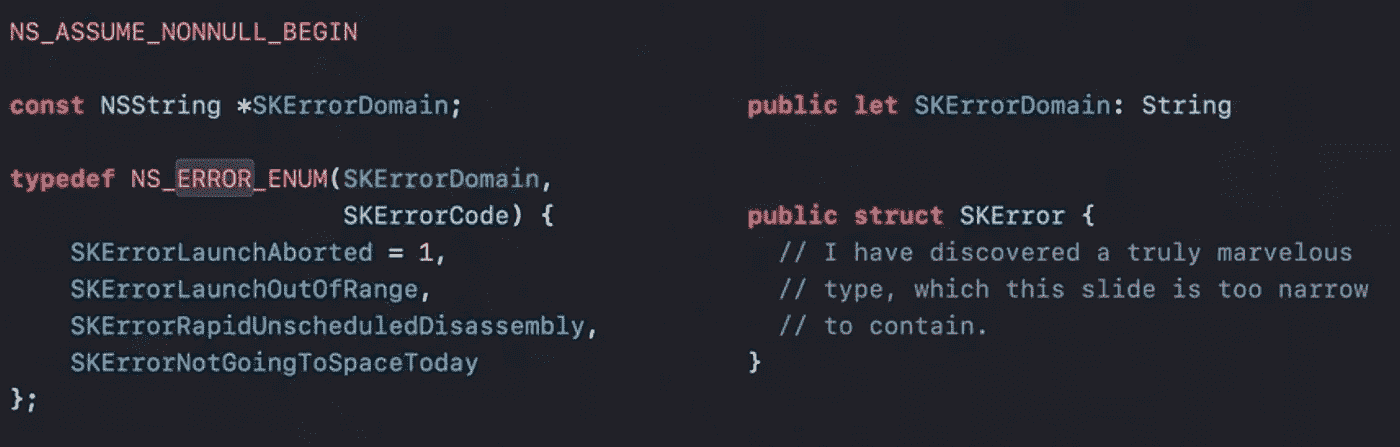 NS_ASSUME_NONNULL_BEGIN
const NSString *SKErrorDomain;
typedef NS_ERROR_ENUM(SKErrorDomain,
SKErrorCode) {
SKErrorLaunchAborted = 1,
SKErrorLaunchOutOfRange,
SKErrorRapidUnscheduledDisassembly,
SKErrorNotGoingToSpaceToday
};
public let SKErrorDomain: String
public struct SKError {
// I have discovered a truly marvelous
// type, which this slide is too narrow
// to contain.
}